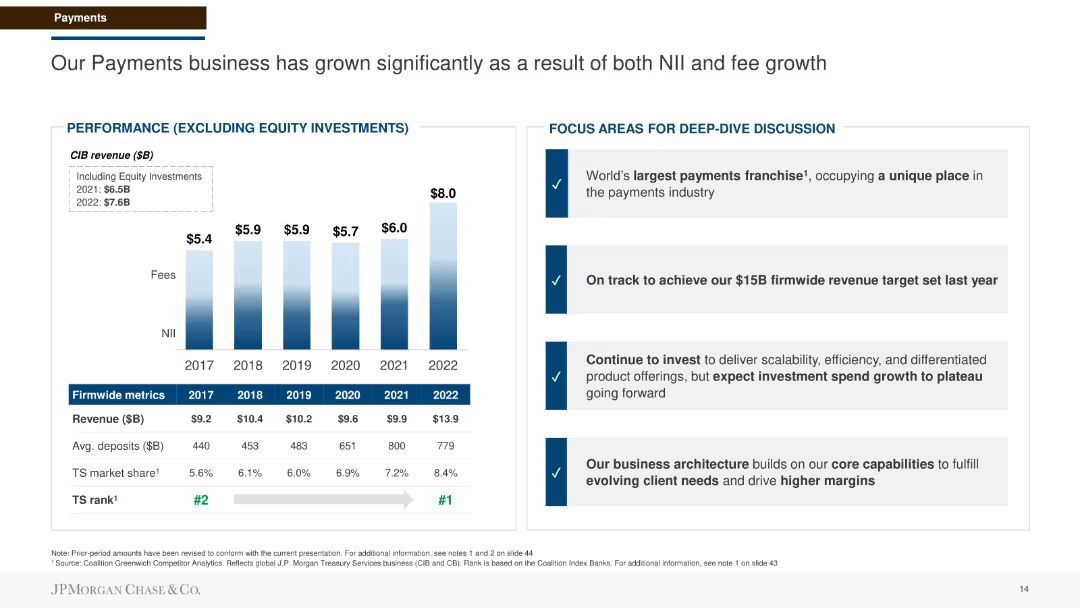 Payments
Our Payments business has grown significantly as a result of both NII and fee growth
PERFORMANCE (EXCLUDING EQUITY INVESTMENTS)
CIB revenue ($B)
Including Equity Investments
2021: $6.5B
2022: $7.6B
$5.4 $5.9 $5.9 $5.7 $6.0 $8.0
Fees
NII
2017 2018 2019 2020 2021 2022
Firmwide metrics 2017 2018 2019 2020 2021 2022
Revenue ($B) $9.2 $10.4 $10.2 $9.6 $9.9 $13.9
Avg. deposits ($B) 440 453 483 651 800 779
TS market share¹ 5.6% 6.1% 6.0% 6.9% 7.2% 8.4%
TS rank¹ #2 #1
FOCUS AREAS FOR DEEP-DIVE DISCUSSION
✓ World's largest payments franchise¹, occupying a unique place in
the payments industry
✓ On track to achieve our $15B firmwide revenue target set last year
✓ Continue to invest to deliver scalability, efficiency, and differentiated
product offerings, but expect investment spend growth to plateau
going forward
✓ Our business architecture builds on our core capabilities to fulfill
evolving client needs and drive higher margins
Note: Prior-period amounts have been revised to conform with the current presentation. For additional information, see notes 1 and 2 on slide 44
¹ Source: Coalition Greenwich Competitor Analytics. Reflects global J.P. Morgan Treasury Services business (CIB and CB). Rank is based on the Coalition Index Banks. For additional information, see note 1 on slide 43
JPMORGAN CHASE & CO.
14